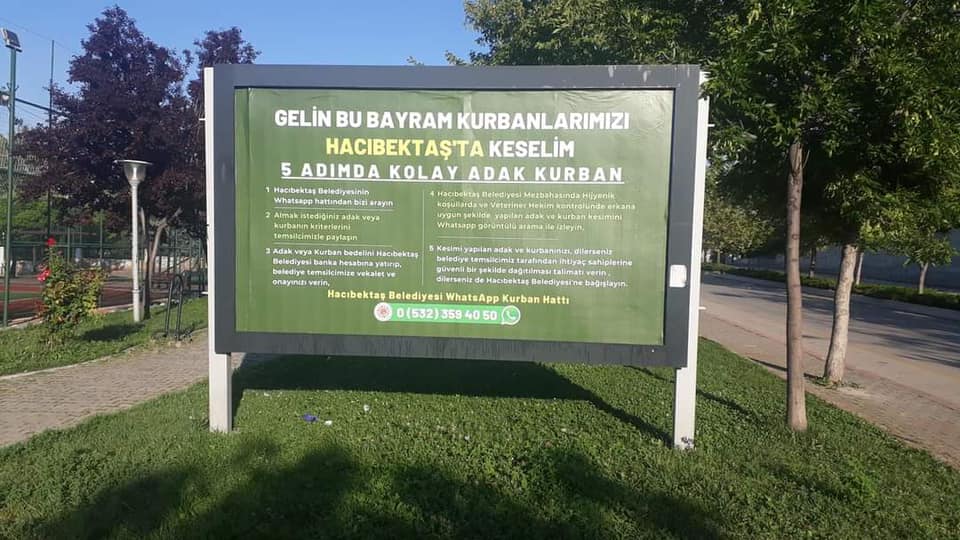 GELİN BU BAYRAM KURBANLARIMIZI
HACIBEKTAŞ'TA KESELİM
5 ADIMDA KOLAY ADAK KURBAN
1 Hacıbektaş Belediyesinin
Whatsapp hattından bizi arayın
2 Almak istediğiniz adak veya
kurbanın kriterlerini
temsilcimizle paylaşın
3 Adak veya Kurban bedelini Hacıbektaş
Belediyesi banka hesabına yatırıp,
belediye temsilcimize vekalet ve
onayınızı verin,
4 Hacıbektaş Belediyesi Mezbahasında Hijyenik
koşullarda ve Veteriner Hekim kontrolünde erkana
uygun şekilde yapılan adak ve kurban kesimini
Whatsapp görüntülü arama ile izleyin,
5 Kesimi yapılan adak ve kurbanınızı, dilerseniz
belediye temsilcimiz tarafından ihtiyaç sahiplerine
güvenli bir şekilde dağıtılması talimatı verin ,
dilerseniz de Hacıbektaş Belediyesi'ne bağışlayın.
Hacıbektaş Belediyesi WhatsApp Kurban Hattı
0 (532) 359 40 50